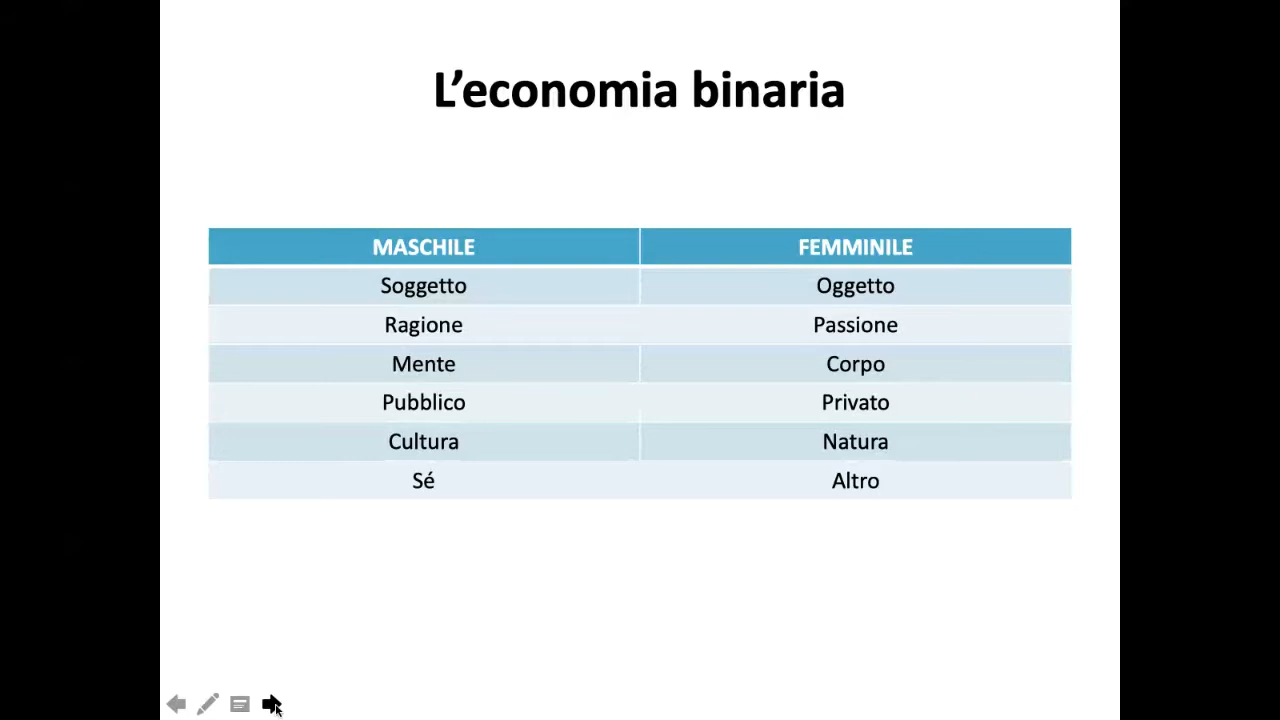 L’economia binaria
MASCHILE FEMMINILE
Soggetto Oggetto
Ragione Passione
Mente Corpo
Pubblico Privato
Cultura Natura
Sé Altro